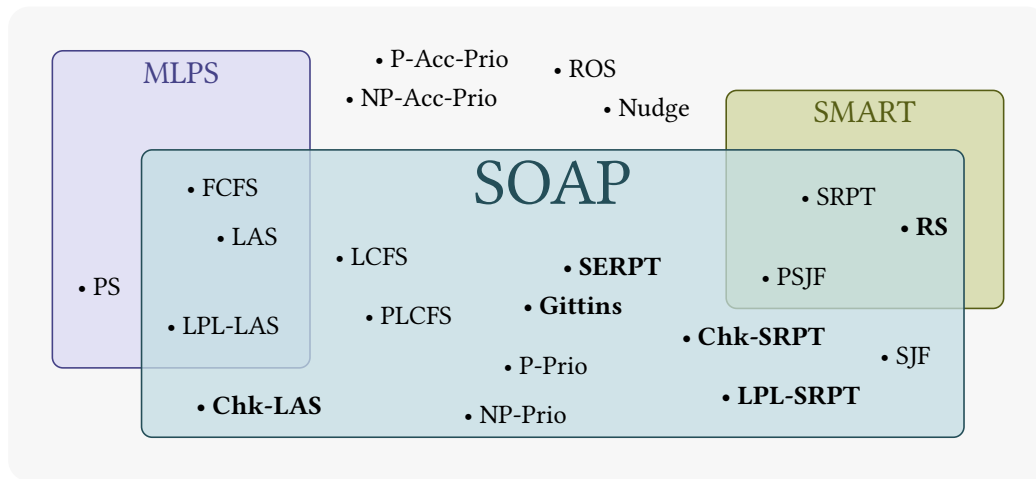 • P-Acc-Prio
• ROS
MLPS
• NP-Acc-Prio
• Nudge
SMART
SOAP
• FCFS
• SRPT
• RS
• LAS
• LCFS
• SERPT
• PSJF
• PS
• Gittins
• PLCFS
• LPL-LAS
• Chk-SRPT
• SJF
• P-Prio
• LPL-SRPT
• Chk-LAS
• NP-Prio